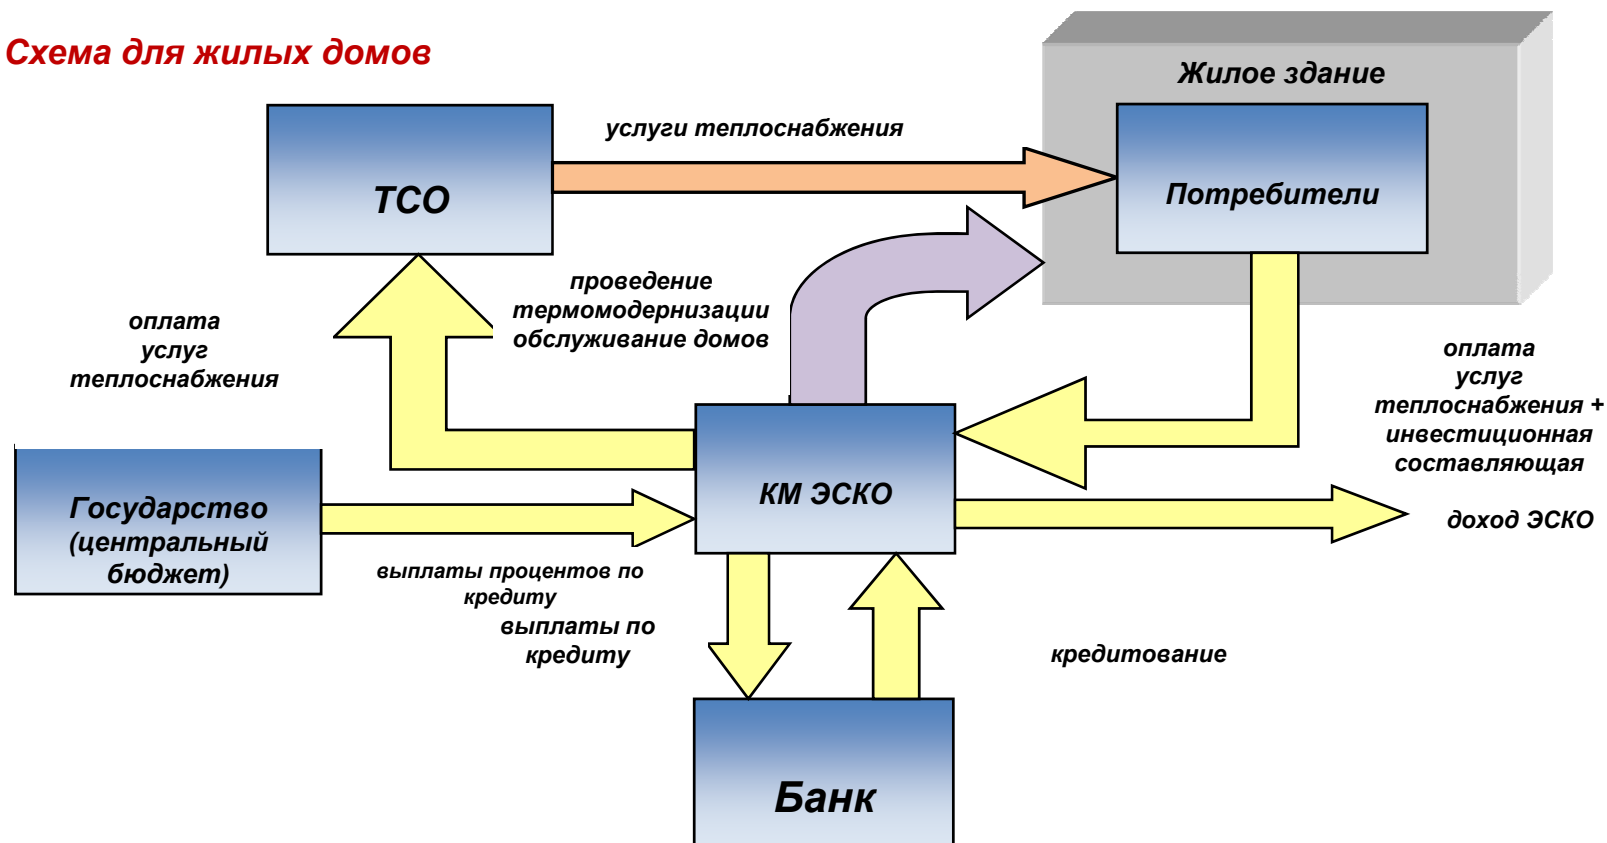 Схема для жилых домов
Жилое здание
услуги теплоснабжения
ТСО
Потребители
проведение
термомодернизации
обслуживание домов
оплата
услуг
теплоснабжения
оплата
услуг
теплоснабжения +
инвестиционная
составляющая
КМ ЭСКО
Государство
(центральный
бюджет)
доход ЭСКО
выплаты процентов по
кредиту
выплаты по
кредиту
кредитование
Банк